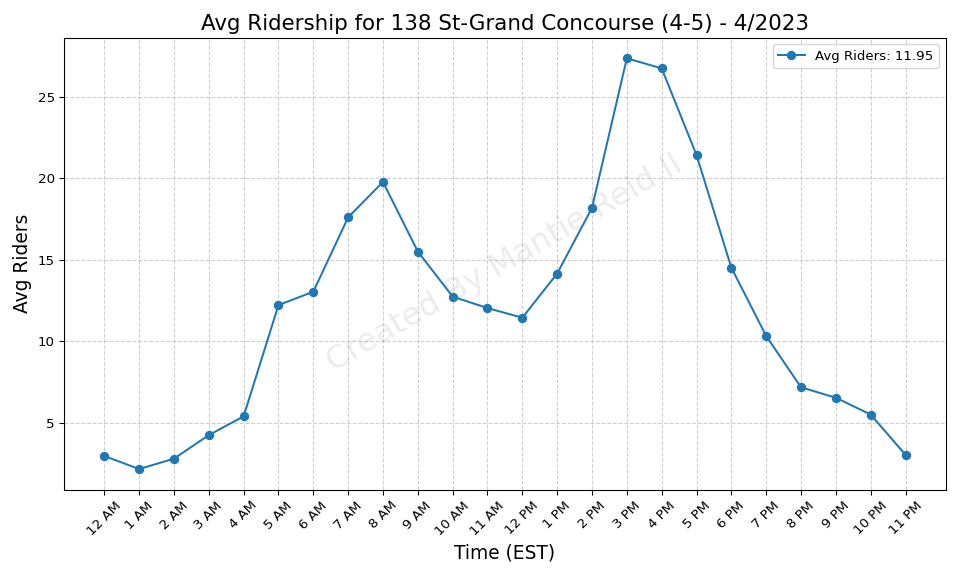 Avg Ridership for 138 St-Grand Concourse (4-5) - 4/2023
Avg Riders: 11.95
Avg Riders
25
20
15
10
5
Created By Mantie Reid II
12 AM
1 AM
2 AM
3 AM
4 AM
5 AM
6 AM
7 AM
8 AM
9 AM
10 AM
11 AM
12 PM
1 PM
2 PM
3 PM
4 PM
5 PM
6 PM
7 PM
8 PM
9 PM
10 PM
11 PM
Time (EST)